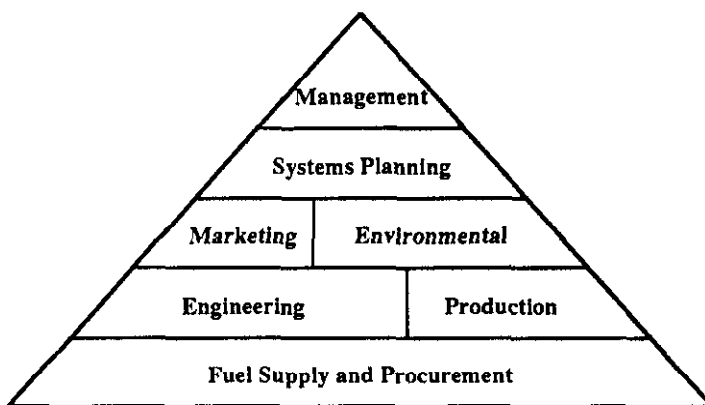 Management
Systems Planning
Marketing Environmental
Engineering Production
Fuel Supply and Procurement